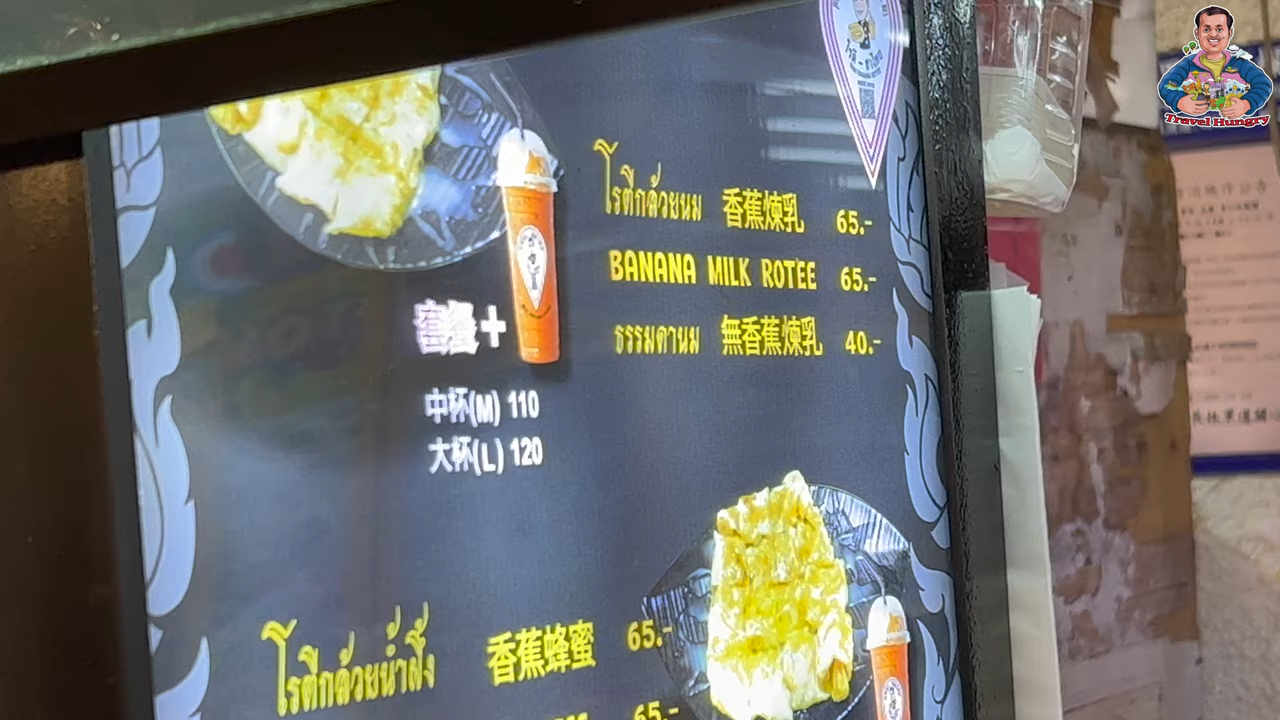 โรตีกล้วยนม 香蕉煉乳 65.-
BANANA MILK ROTEE 65.-
ธรรมดานม 無香蕉煉乳 40.-
套餐+
中杯(M) 110
大杯(L) 120
โรตีกล้วยน้ำผึ้ง 香蕉蜂蜜 65.-
65.-
Travel Hungry